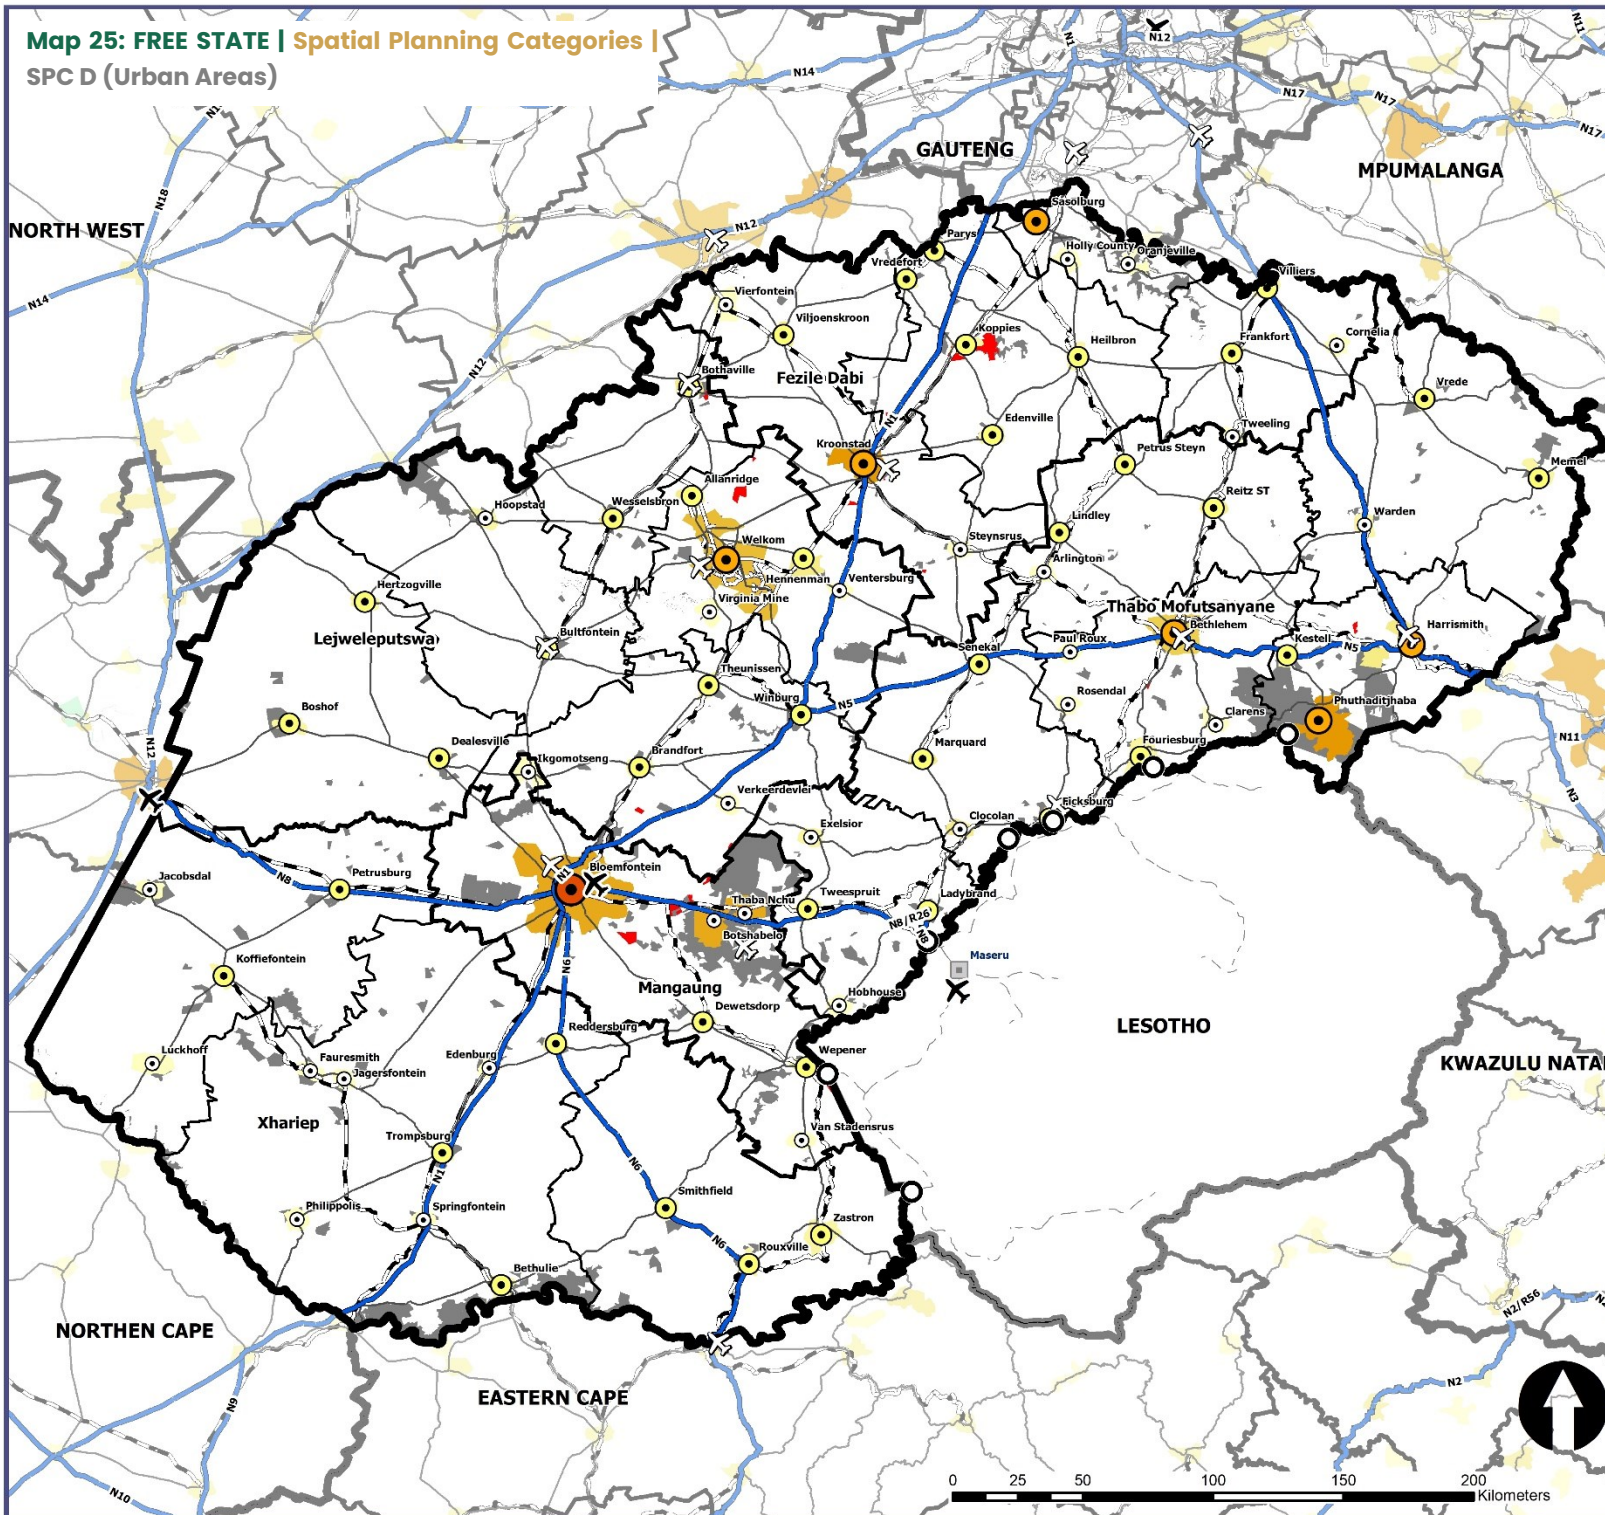 Map 25: FREE STATE | Spatial Planning Categories |
SPC D (Urban Areas)
N12
N1
N11
N14
N17
N17
N17
GAUTENG
MPUMALANGA
N18
NORTH WEST
Sasolburg
N12
Parys
Holly County
Oranjeville
Vredefort
Villiers
N14
Vierfontein
Viljoenskroon
Koppies
Heilbron
Frankfort
Cornelia
N12
Bothaville
Fezile Dabi
Vrede
N1
Edenville
Tweeling
Kroonstad
Petrus Steyn
Memel
Allanridge
Reitz ST
Hoopstad
Wesselsbron
Lindley
Warden
Welkom
Steynsrus
Arlington
Hennenman
Ventersburg
Hertzogville
Virginia Mine
Thabo Mofutsanyane
Lejweleputswa
Bultfontein
Bethlehem
Harrismith
Paul Roux
Kestell
Senekal
N5
Theunissen
Winburg
N5
Rosendal
Phuthaditjhaba
Boshof
Clarens
N12
Dealesville
Ikgomotseng
Brandfort
Marquard
Fouriesburg
N11
Verkeerdevlei
Ficksburg
N3
Exelsior
Clocolan
Bloemfontein
N1
Jacobsdal
N8
Petrusburg
Thaba Nchu
Tweespruit
Ladybrand
N8/R26
N8
Botshabelo
Koffiefontein
N6
Maseru
Mangaung
Hobhouse
Dewetsdorp
Reddersburg
LESOTHO
Luckhoff
Fauresmith
Edenburg
Wepener
KWAZULU NATA
Jagersfontein
Xhariep
Trompsburg
Van Stadensrus
N1
N6
Smithfield
Philippolis
Springfontein
Zastron
N6
Rouxville
Bethulie
N2/R56
NORTHEN CAPE
EASTERN CAPE
N9
N2
N10
0 25 50 100 150 200
Kilometers